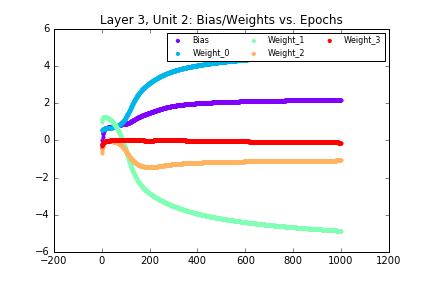 Layer 3, Unit 2: Bias/Weights vs. Epochs
6
Bias Weight_1 Weight_3
Weight_0 Weight_2
4
2
0
−2
−4
−6
−200 0 200 400 600 800 1000 1200